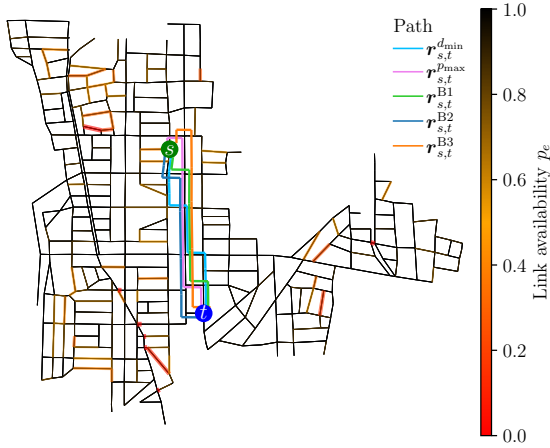 Path
r_{s,t}^{d_min}
r_{s,t}^{p_max}
r_{s,t}^{B1}
r_{s,t}^{B2}
r_{s,t}^{B3}
s
t
1.0
0.8
0.6
0.4
0.2
0.0
Link availability p_e